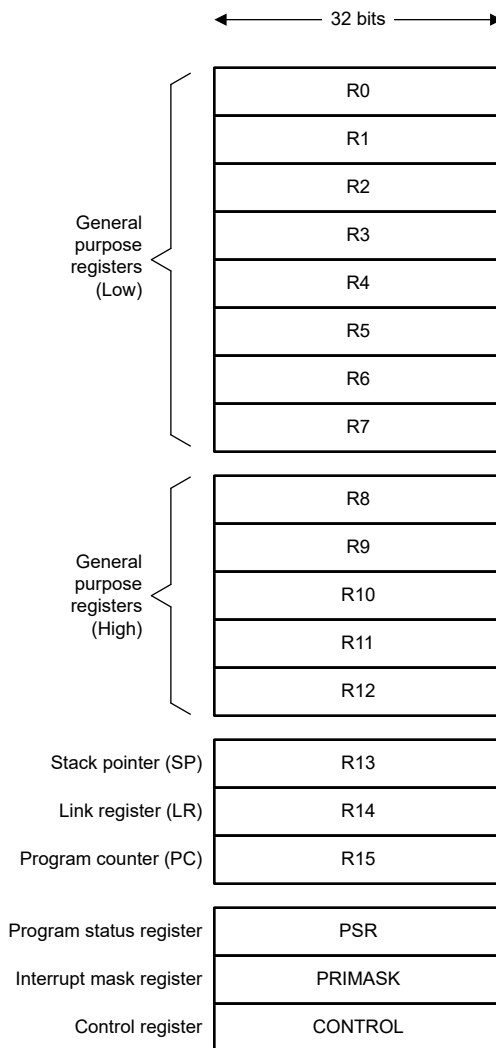 32 bits
General
purpose
registers
(Low)
R0
R1
R2
R3
R4
R5
R6
R7
General
purpose
registers
(High)
R8
R9
R10
R11
R12
Stack pointer (SP)
R13
Link register (LR)
R14
Program counter (PC)
R15
Program status register
PSR
Interrupt mask register
PRIMASK
Control register
CONTROL